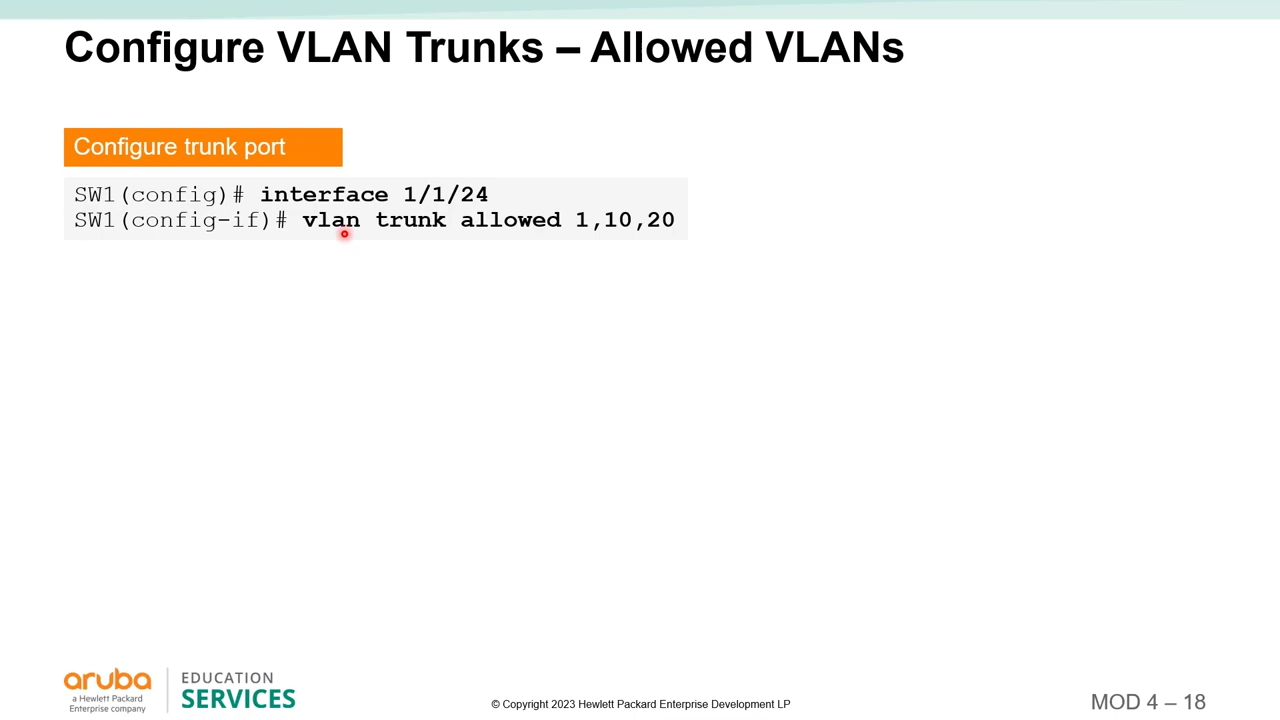 Configure VLAN Trunks – Allowed VLANs
Configure trunk port
SW1(config)# interface 1/1/24
SW1(config-if)# vlan trunk allowed 1,10,20
aruba
a Hewlett Packard
Enterprise company
EDUCATION
SERVICES
© Copyright 2023 Hewlett Packard Enterprise Development LP
MOD 4 – 18